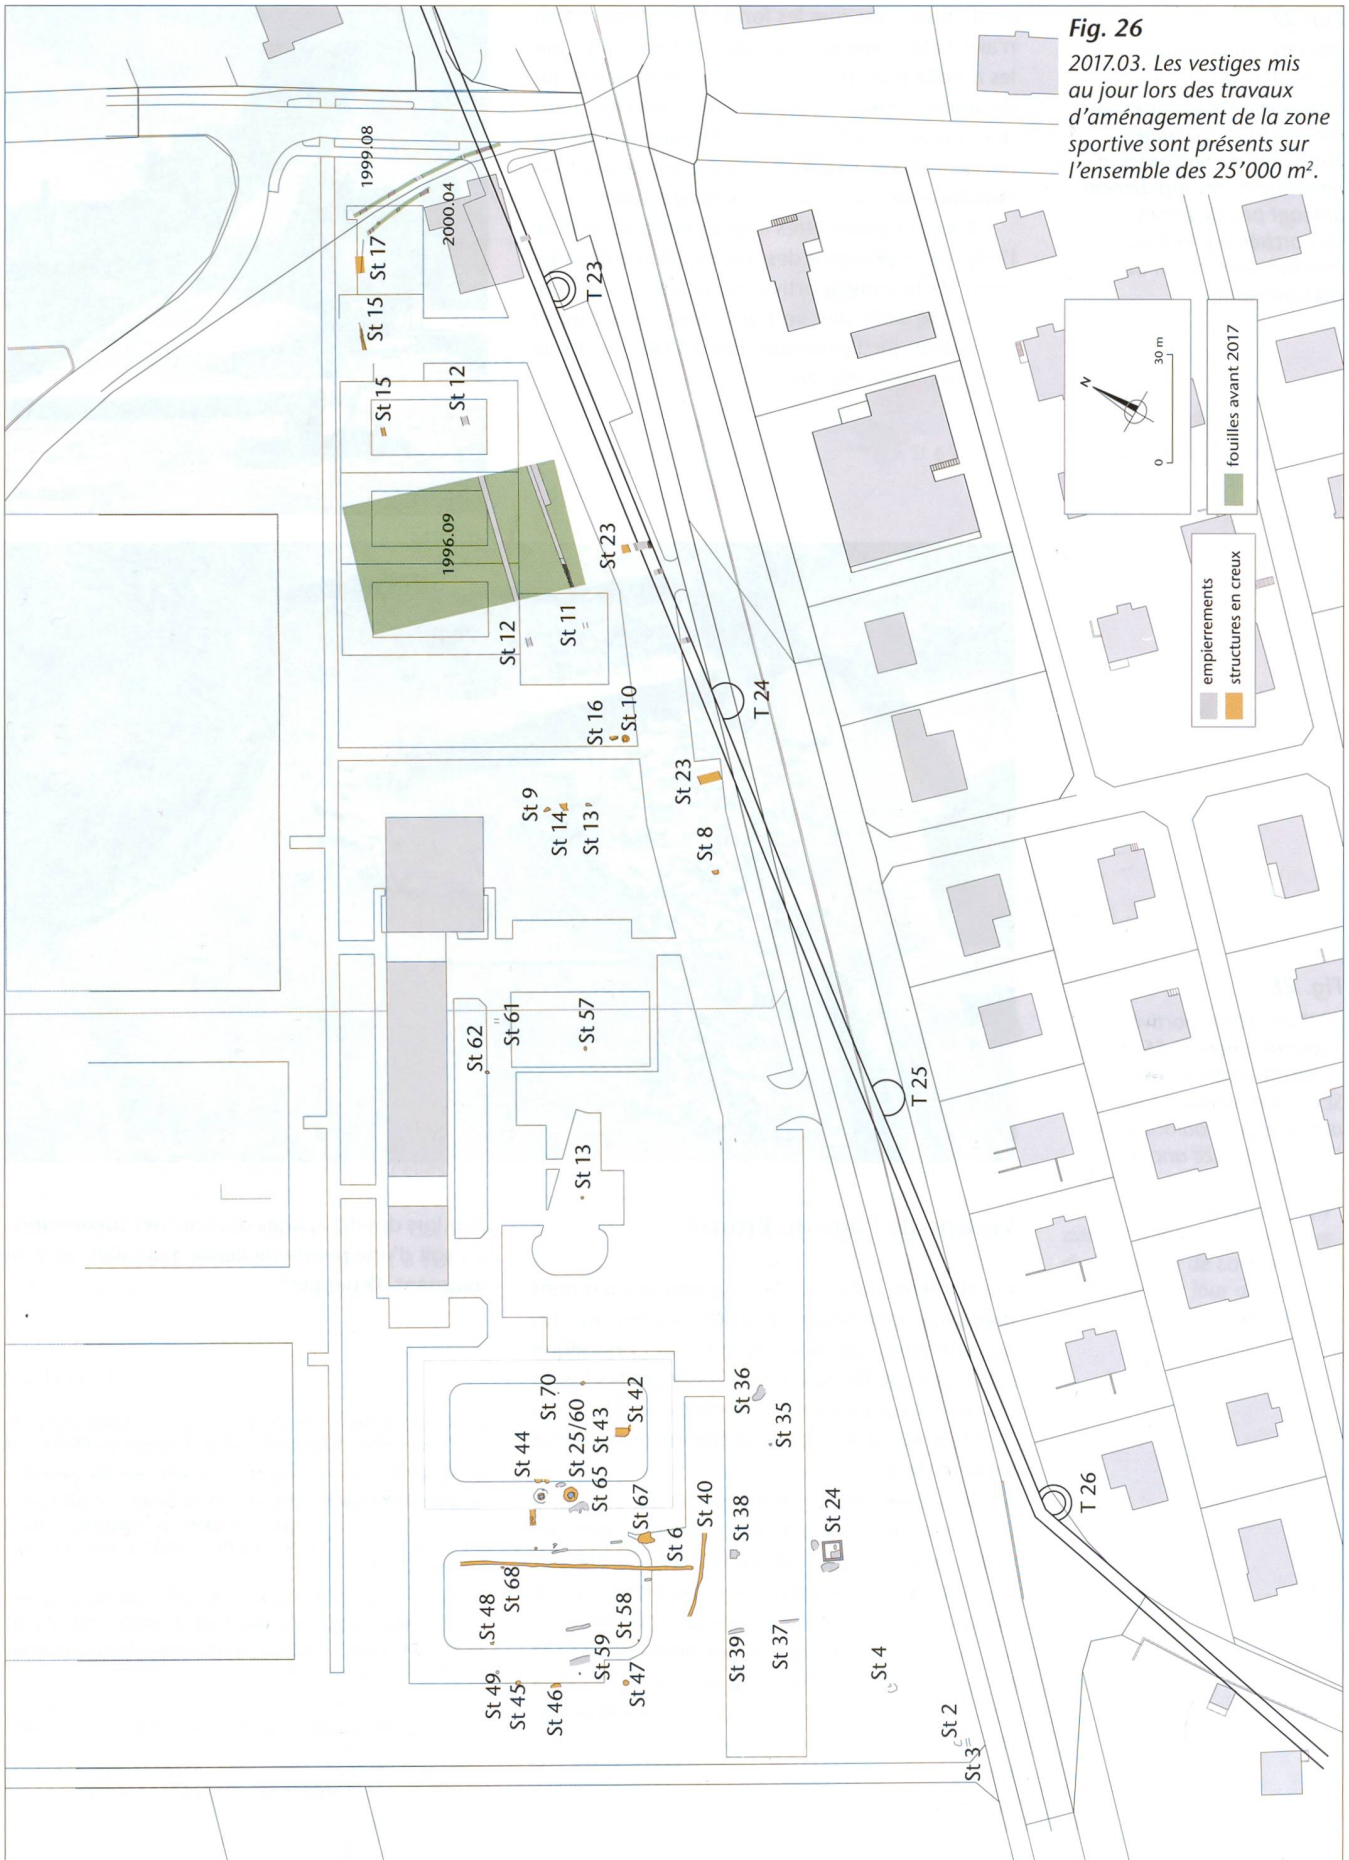 Fig. 26
2017.03. Les vestiges mis
au jour lors des travaux
d'aménagement de la zone
sportive sont présents sur
l'ensemble des 25'000 m².
1999.08
2000.04
St 17
T 23
St 15
St 15
St 12
1996.09
St 23
St 12
St 11
T 24
St 16
St 10
St 23
St 9
St 14
St 13
St 8
St 62
St 61
St 57
T 25
St 13
St 70
St 36
St 44
St 25/60
St 43
St 42
St 35
St 65
St 67
St 40
St 38
St 24
T 26
St 6
St 48
St 68
St 58
St 59
St 39
St 37
St 4
St 49
St 45
St 46
St 47
St 2
St 3
N
0
30 m
fouilles avant 2017
empierrements
structures en creux